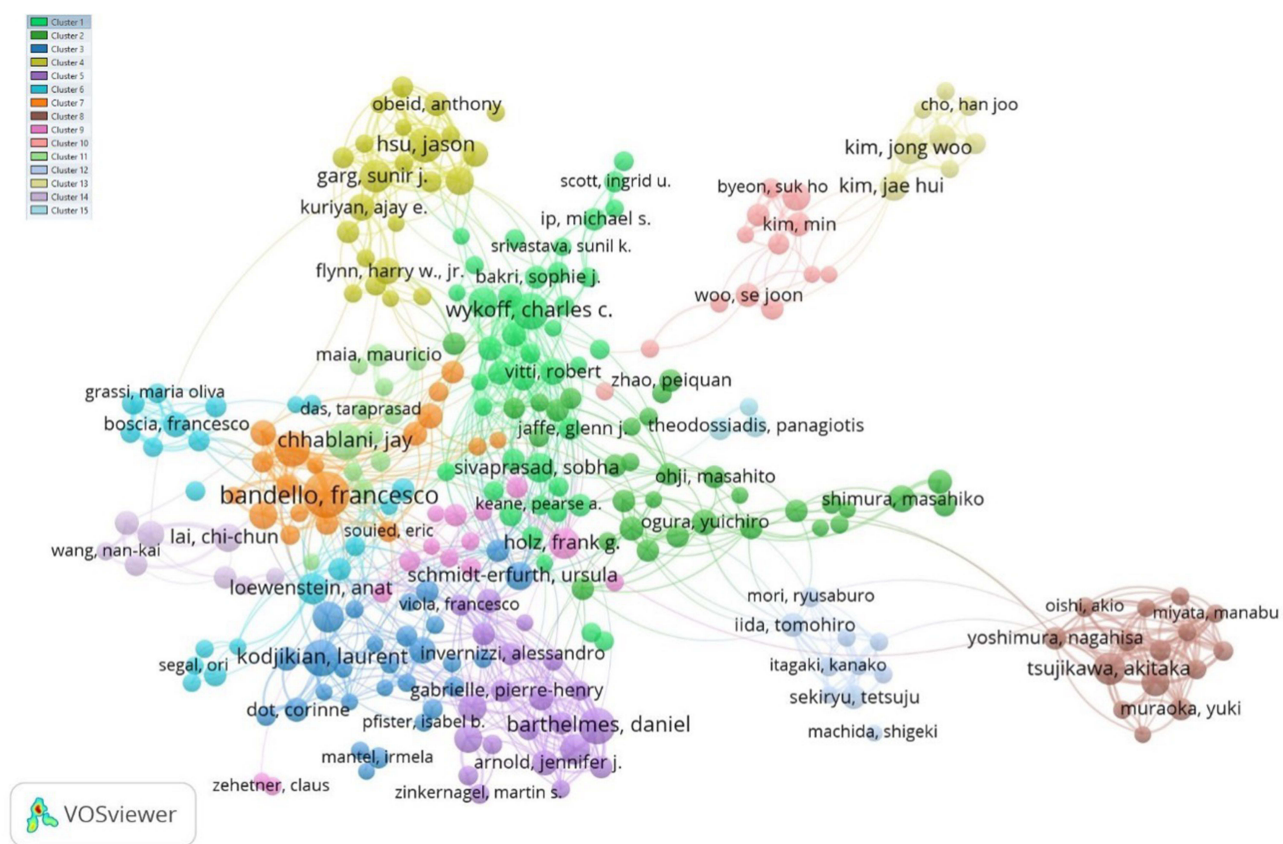 Cluster 1
Cluster 2
Cluster 3
Cluster 4
Cluster 5
Cluster 6
Cluster 7
Cluster 8
Cluster 9
Cluster 10
Cluster 11
Cluster 12
Cluster 13
Cluster 14
Cluster 15
obeid, anthony
cho, han joo
hsu, jason
kim, jong woo
garg, sunir j.
scott, ingrid u.
byeon, suk ho
kim, jae hui
kuriyan, ajay e.
ip, michael s.
kim, min
srivastava, sunil k.
flynn, harry w., jr.
bakri, sophie j.
woo, se joon
wykoff, charles c.
maia, mauricio
vitti, robert
zhao, peiquan
grassi, maria oliva
das, taraprasad
boscia, francesco
jaffe, glenn j.
theodossiadis, panagiotis
chhablani, jay
sivaprasad, sobha
ohji, masahito
bandello, francesco
shimura, masahiko
keane, pearse a.
ogura, yuichiro
souied, eric
lai, chi-chun
holz, frank g.
wang, nan-kai
schmidt-erfurth, ursula
loewenstein, anat
mori, ryusaburo
viola, francesco
oishi, akio
miyata, manabu
iida, tomohiro
yoshimura, nagahisa
kodjikian, laurent
invernizzi, alessandro
segal, ori
itagaki, kanako
tsujikawa, akitaka
gabrielle, pierre-henry
sekiryu, tetsuju
dot, corinne
muraoka, yuki
pfister, isabel b.
barthelmes, daniel
machida, shigeki
mantel, irmela
arnold, jennifer j.
zehetner, claus
zinkernagel, martin s.
VOSviewer